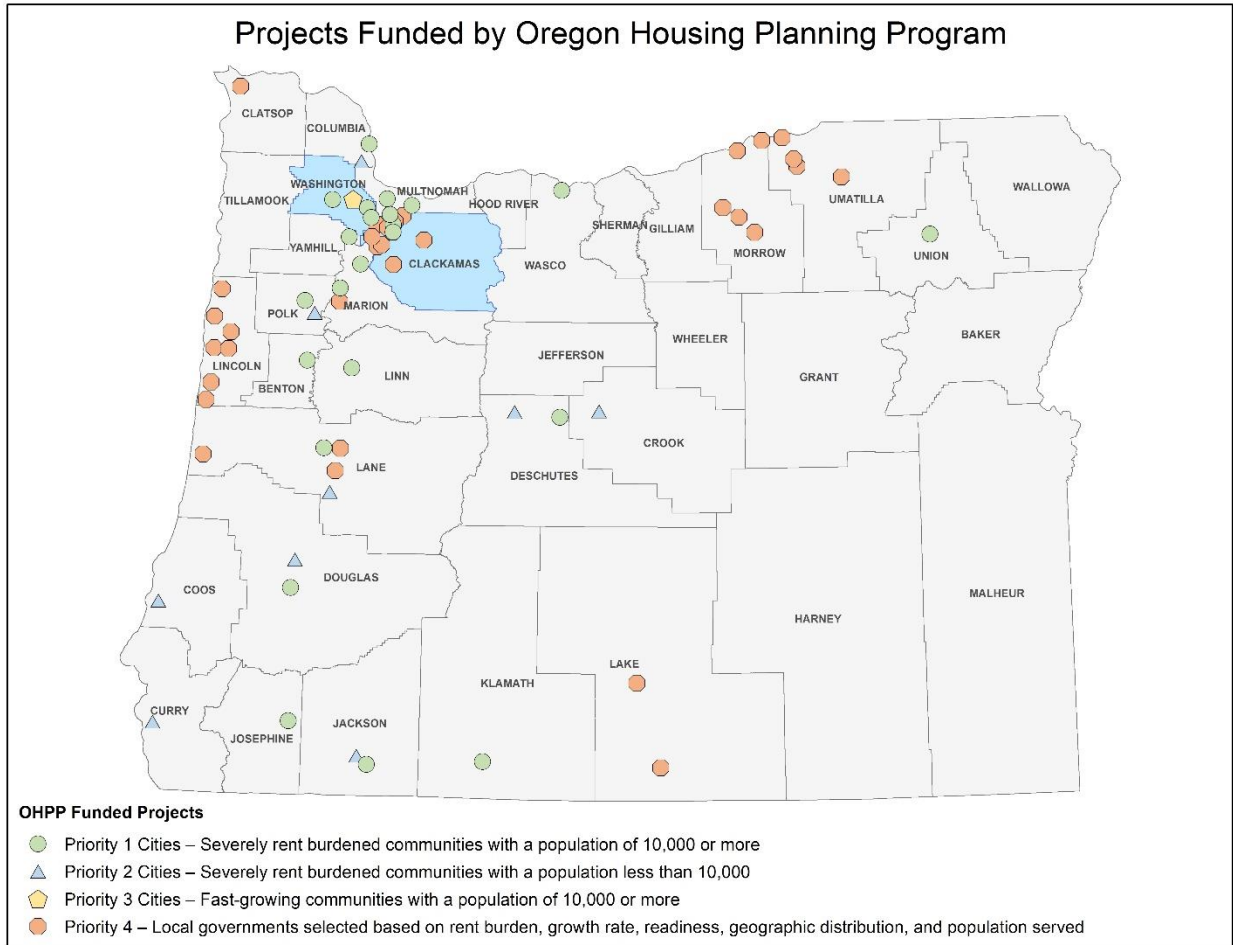 Projects Funded by Oregon Housing Planning Program
CLATSOP
COLUMBIA
WASHINGTON
TILLAMOOK
MULTNOMAH
HOOD RIVER
SHERMAN
GILLIAM
UMATILLA
WALLOWA
YAMHILL
CLACKAMAS
WASCO
MORROW
UNION
POLK
MARION
WHEELER
BAKER
LINCOLN
BENTON
LINN
JEFFERSON
GRANT
CROOK
LANE
DESCHUTES
COOS
DOUGLAS
HARNEY
MALHEUR
CURRY
JOSEPHINE
JACKSON
KLAMATH
LAKE
OHPP Funded Projects
Priority 1 Cities – Severely rent burdened communities with a population of 10,000 or more
Priority 2 Cities – Severely rent burdened communities with a population less than 10,000
Priority 3 Cities – Fast-growing communities with a population of 10,000 or more
Priority 4 – Local governments selected based on rent burden, growth rate, readiness, geographic distribution, and population served